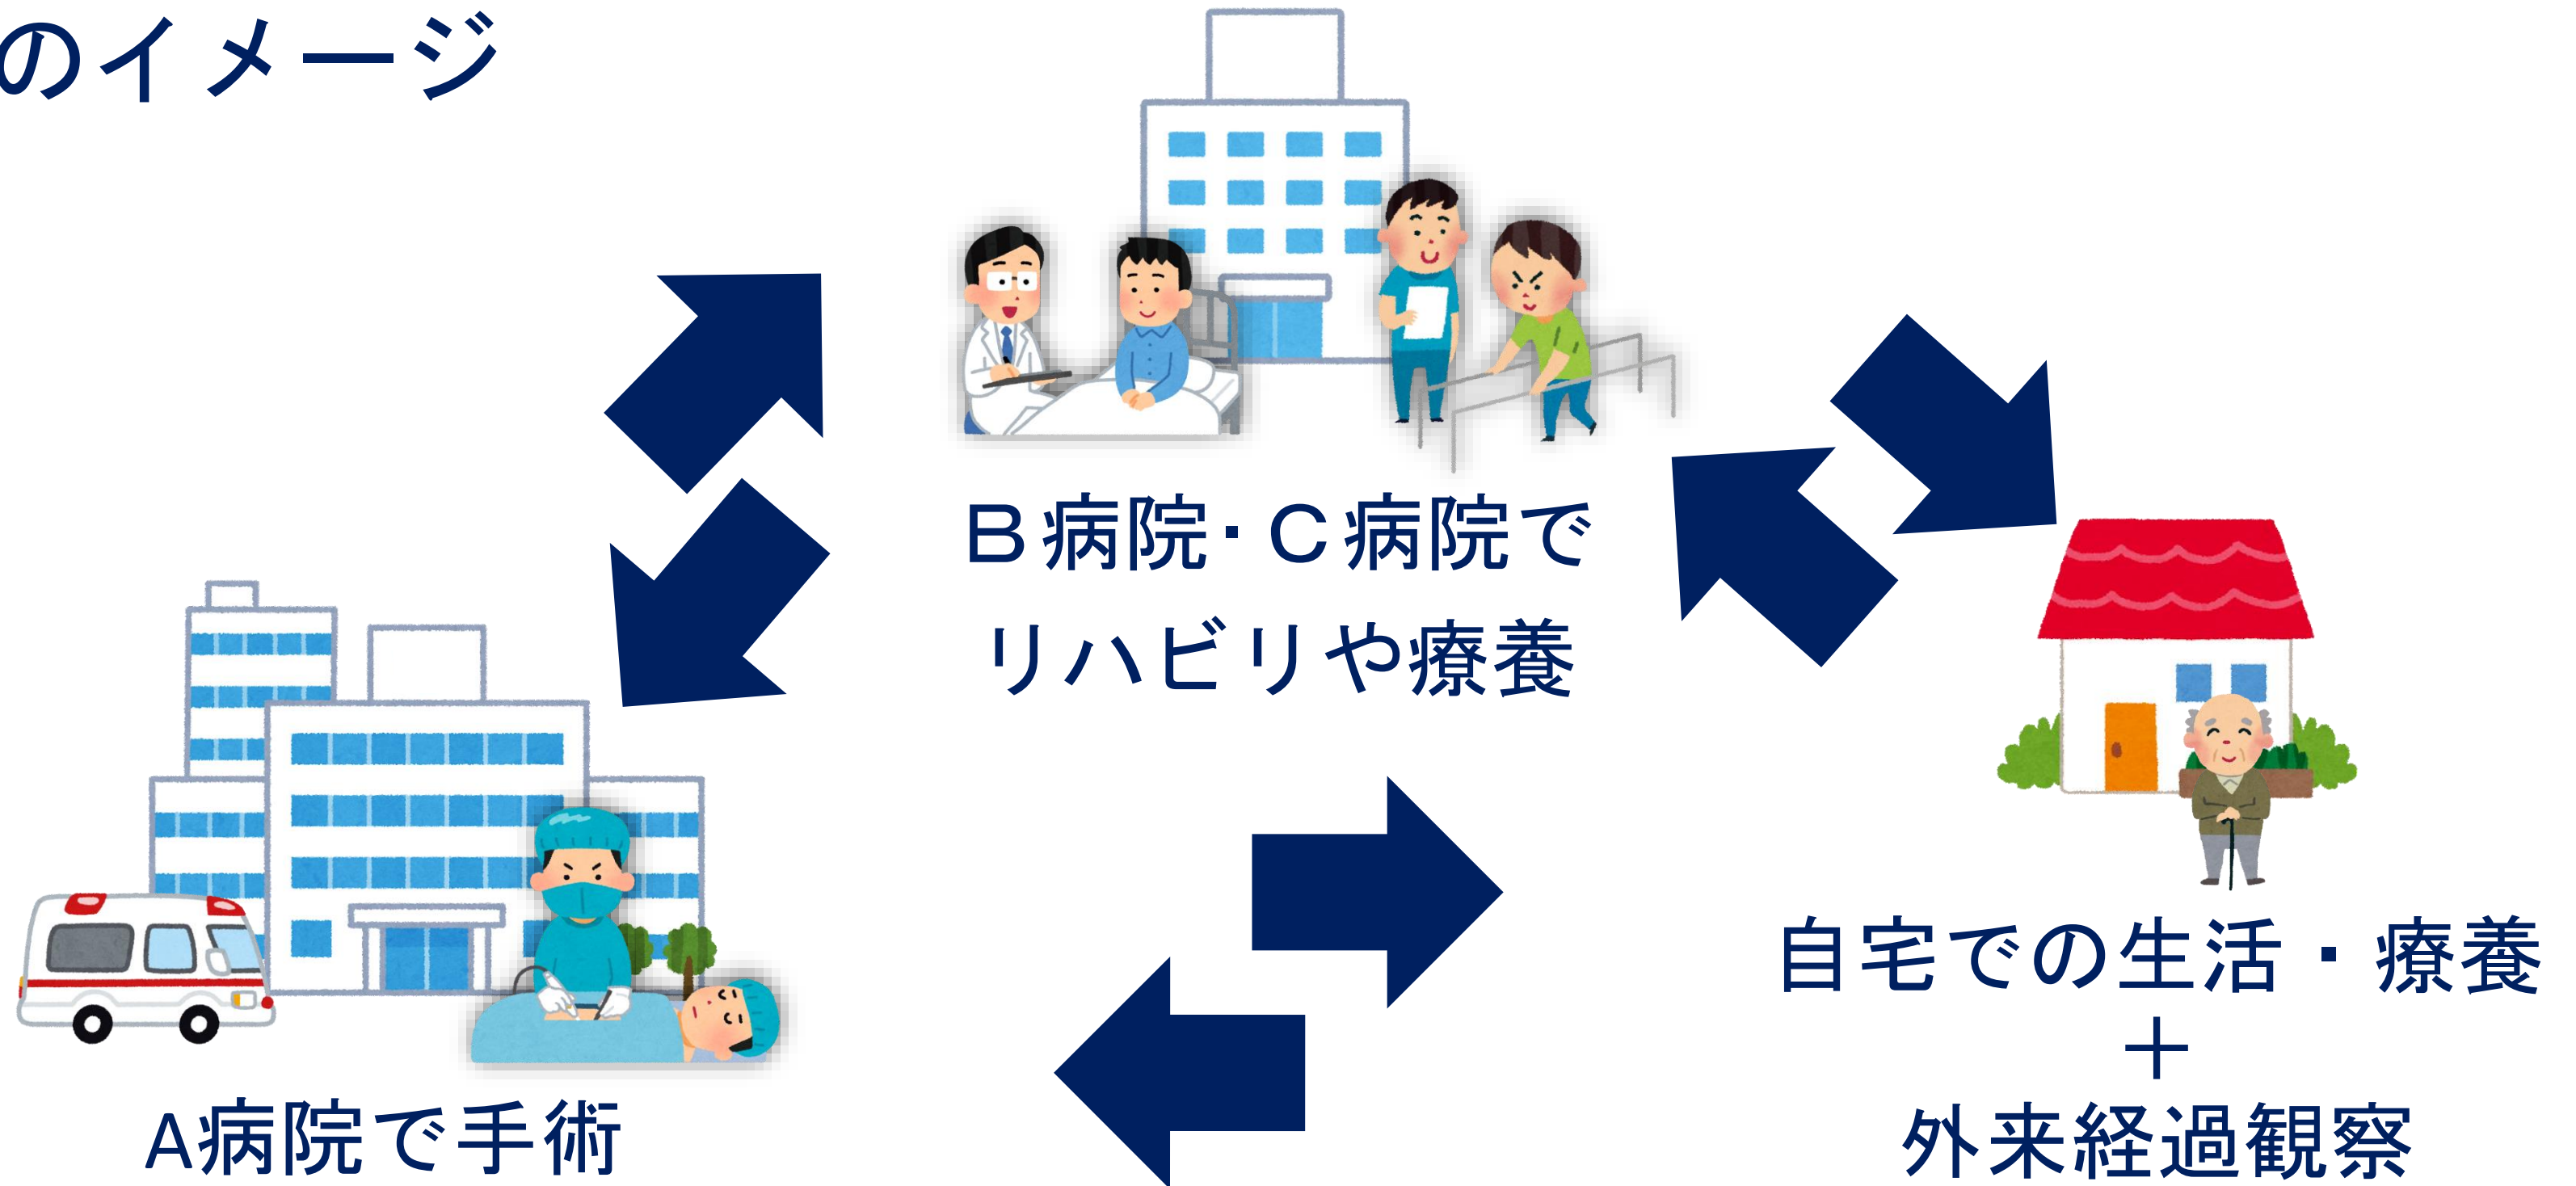 のイメージ
Ｂ病院・Ｃ病院で
リハビリや療養
自宅での生活・療養
＋
外来経過観察
A病院で手術